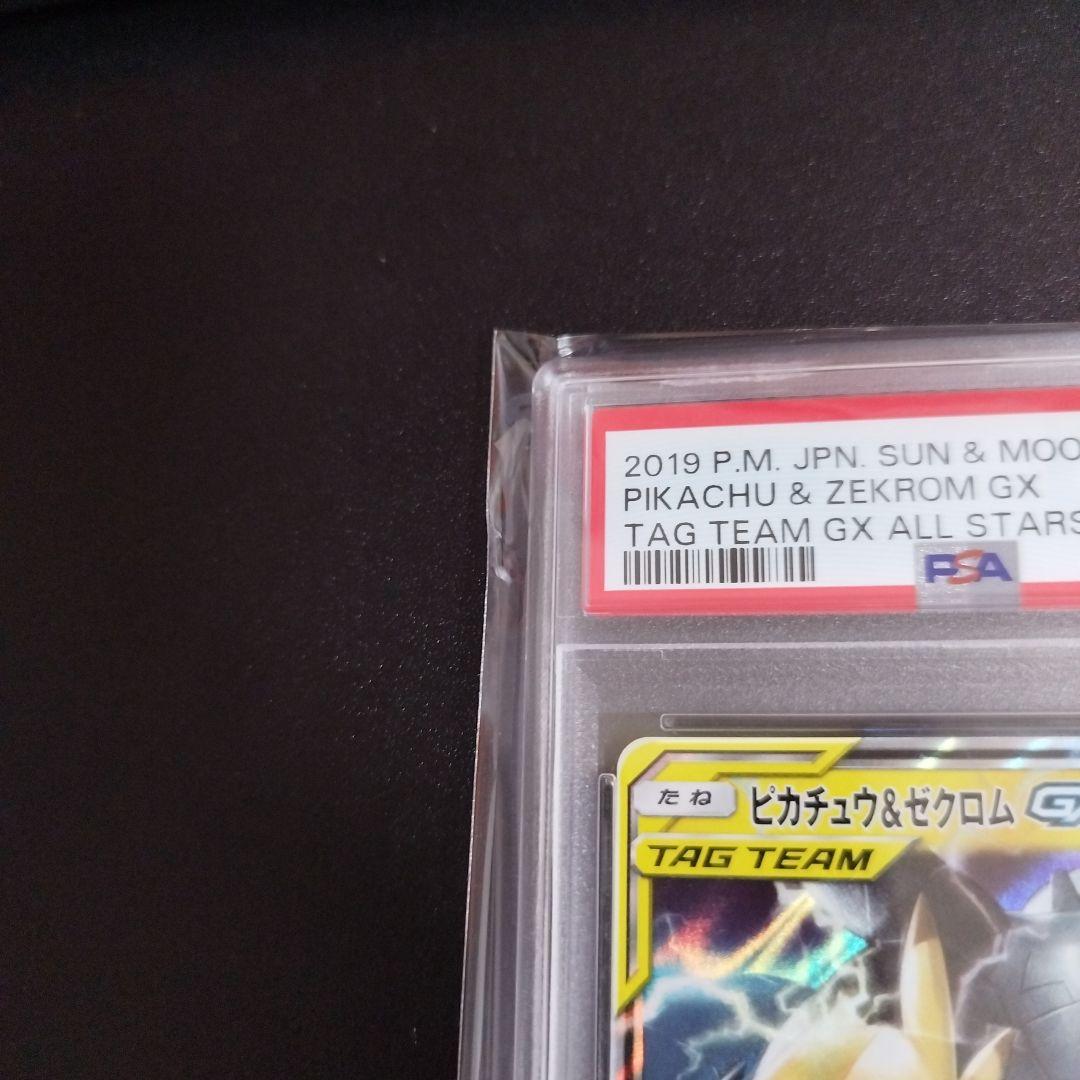 2019 P.M. JPN. SUN & MOO
PIKACHU & ZEKROM GX
TAG TEAM GX ALL STARS
PSA
たね ピカチュウ&ゼクロム GX
TAG TEAM